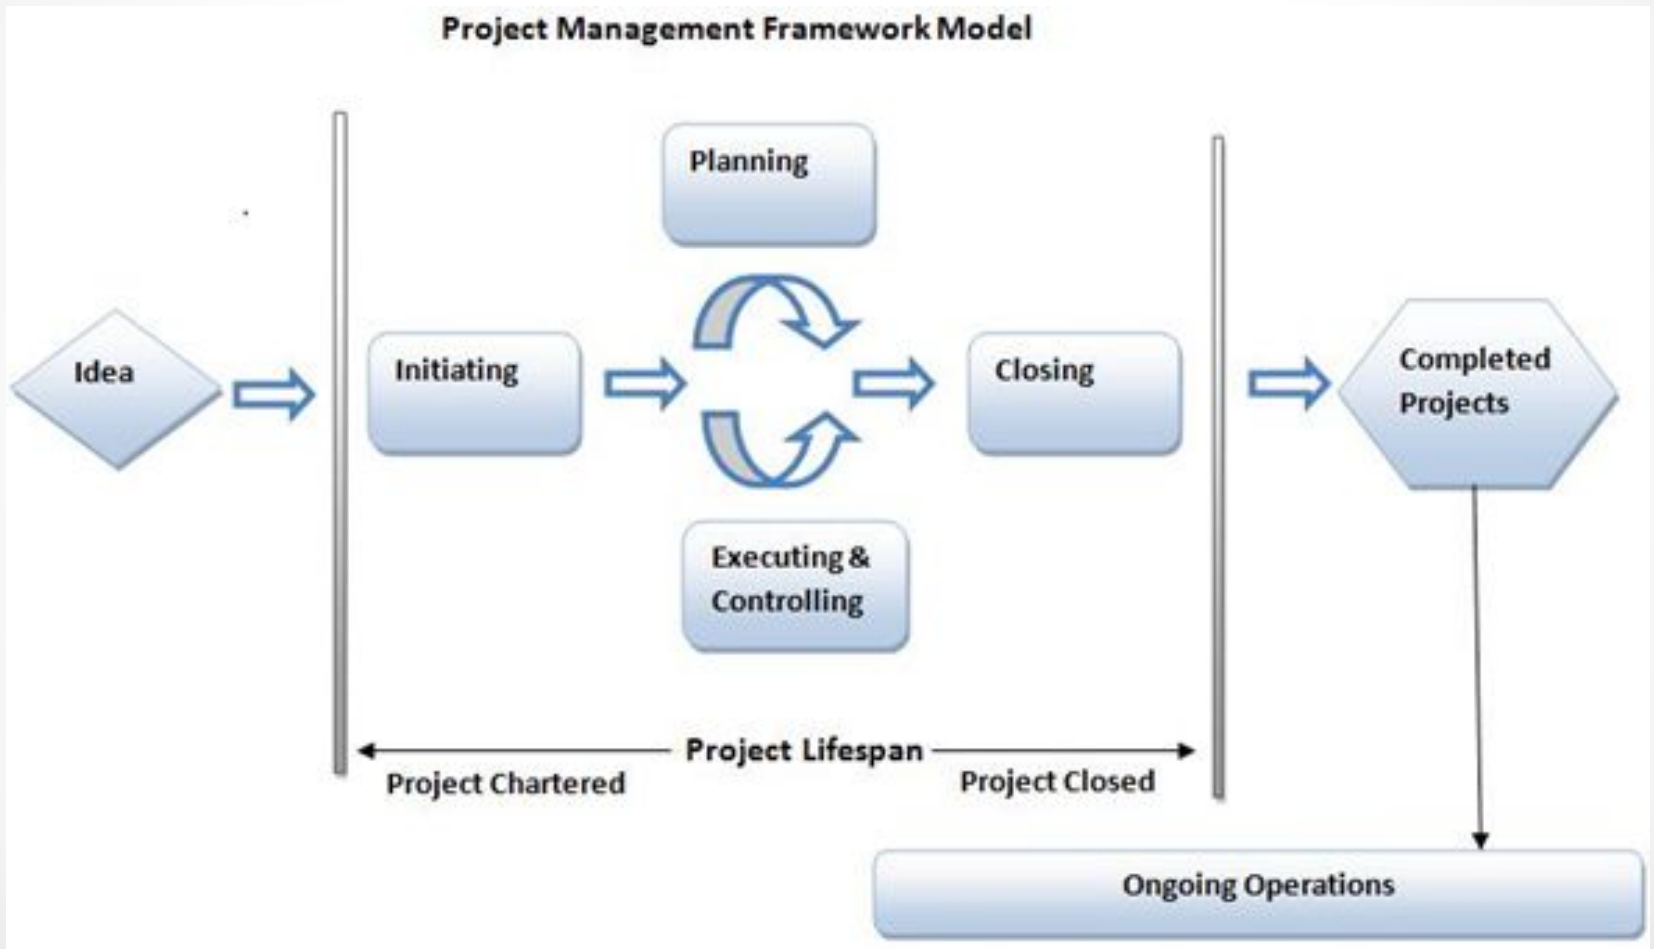 Project Management Framework Model
Planning
Idea
Initiating
Closing
Completed
Projects
Executing &
Controlling
Project Lifespan
Project Chartered
Project Closed
Ongoing Operations